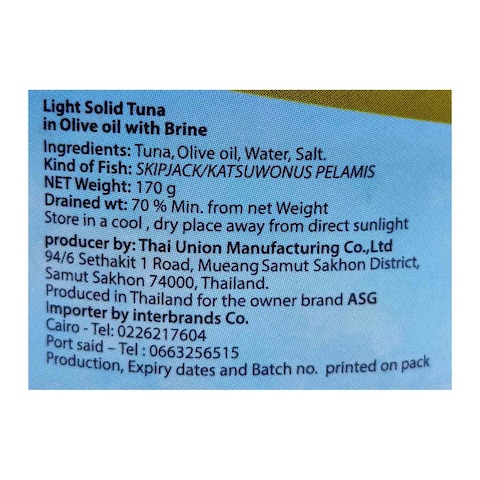 Light Solid Tuna
in Olive oil with Brine
Ingredients: Tuna, Olive oil, Water, Salt.
Kind of Fish: SKIPJACK/KATSUWONUS PELAMIS
NET Weight: 170 g
Drained wt: 70 % Min. from net Weight
Store in a cool , dry place away from direct sunlight
producer by: Thai Union Manufacturing Co.,Ltd
94/6 Sethakit 1 Road, Mueang Samut Sakhon District,
Samut Sakhon 74000, Thailand.
Produced in Thailand for the owner brand ASG
Importer by interbrands Co.
Cairo - Tel: 0226217604
Port said – Tel : 0663256515
Production, Expiry dates and Batch no. printed on pack